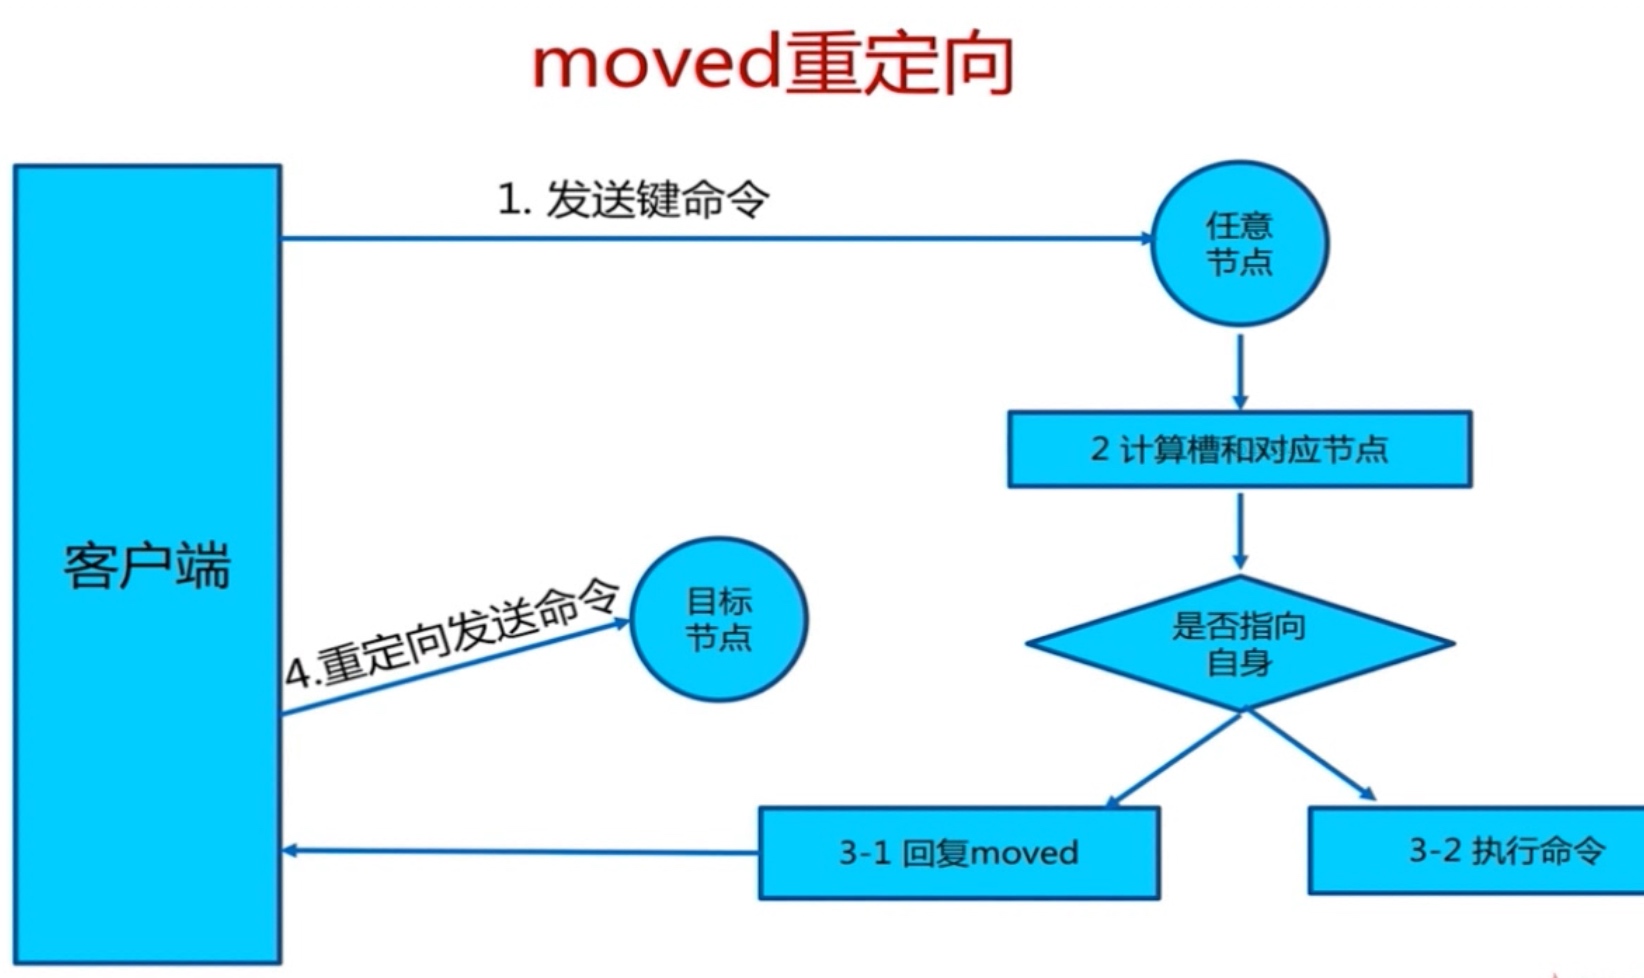 moved重定向
1. 发送键命令
任意
节点
2 计算槽和对应节点
客户端
4.重定向发送命令
目标
节点
是否指向
自身
3-1 回复moved
3-2 执行命令